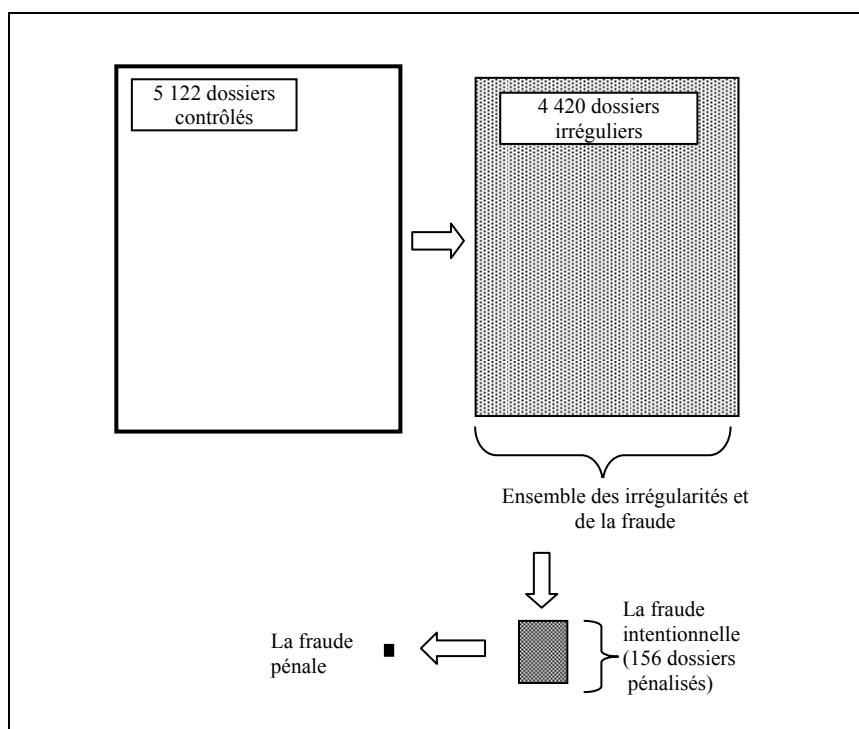 5 122 dossiers
contrôlés
4 420 dossiers
irréguliers
Ensemble des irrégularités et
de la fraude
La fraude
intentionnelle
(156 dossiers
pénalisés)
La fraude
pénale